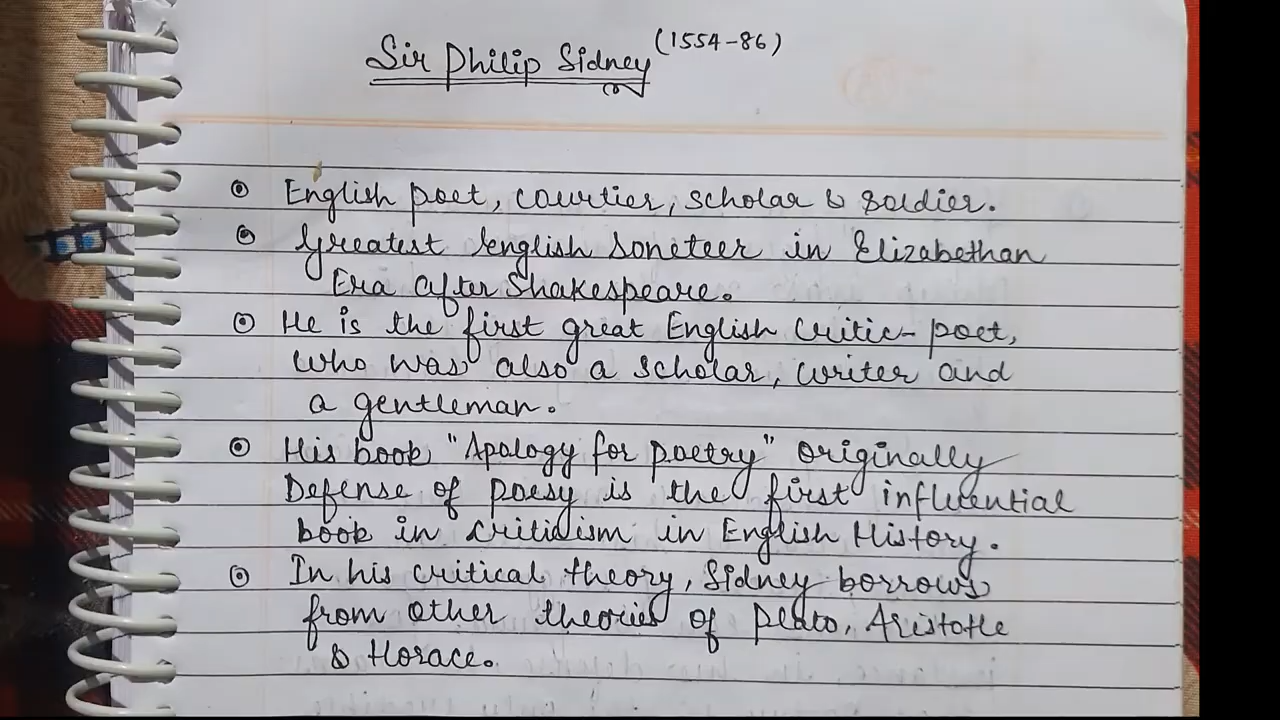 Sir Philip Sidney (1554-86)
English poet, courtier, scholar & soldier.
Greatest english soneteer in Elizabethan
Era after Shakespeare.
He is the first great English critic-poet,
who was also a scholar, writer and
a gentleman.
His book "Apology for poetry" originally
Defense of poesy is the first influential
book in criticism in English History.
In his critical theory, Sidney borrows
from other theories of Plato, Aristotle
& Horace.